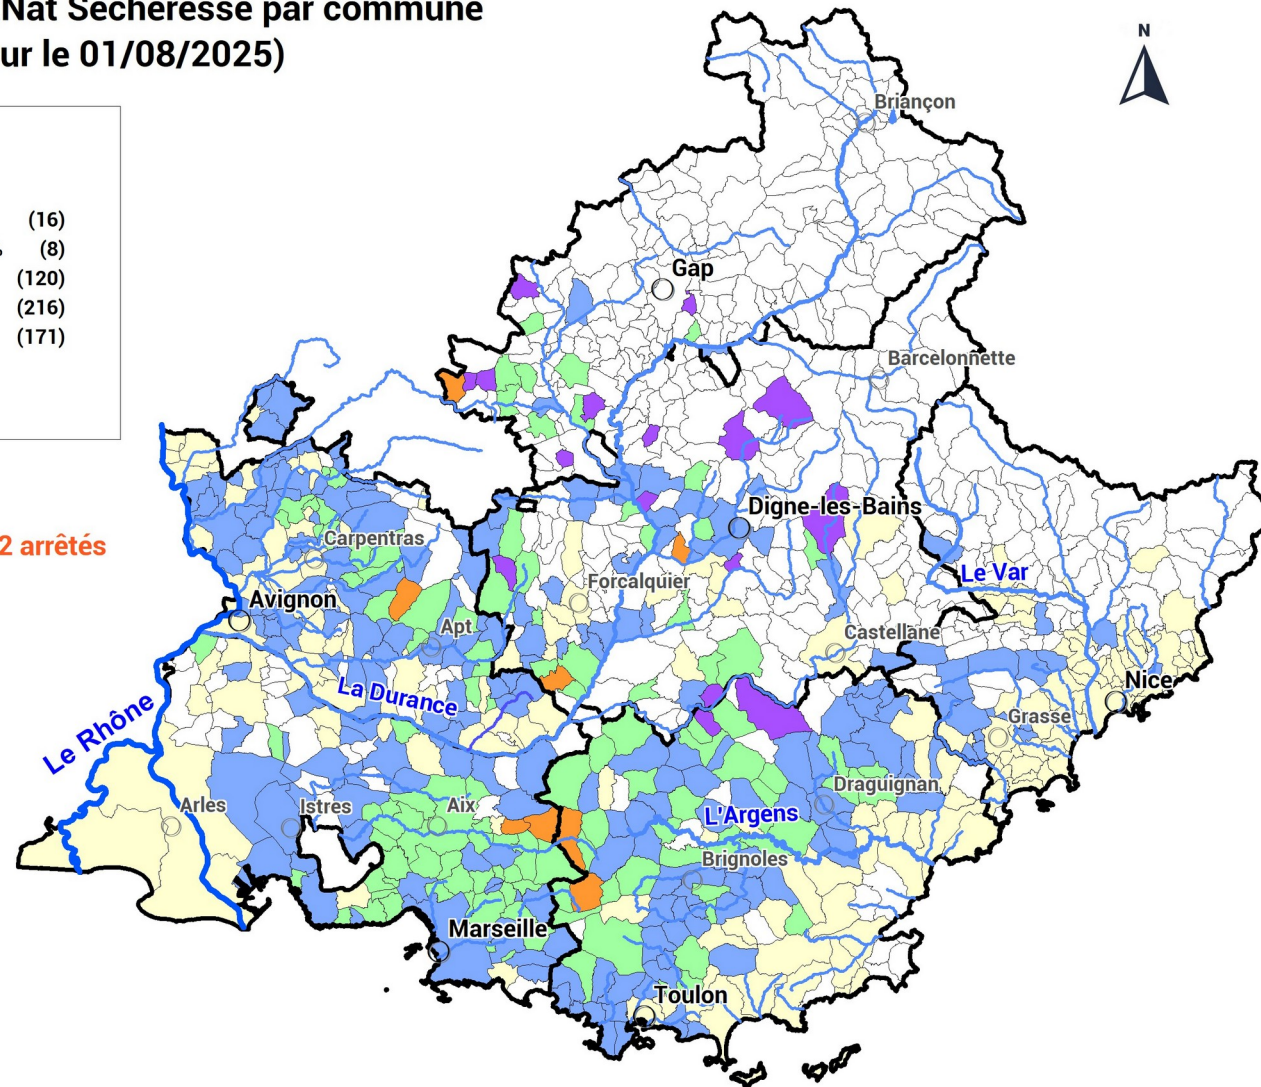 Nat Sécheresse par commune
ur le 01/08/2025)
N
(16)
(8)
(120)
(216)
(171)
2 arrêtés
Briançon
Gap
Barcelonnette
Digne-les-Bains
Carpentras
Forcalquier
Le Var
Avignon
Apt
Castellane
La Durance
Nice
Le Rhône
Grasse
Arles
Istres
Aix
Draguignan
L'Argens
Brignoles
Marseille
Toulon